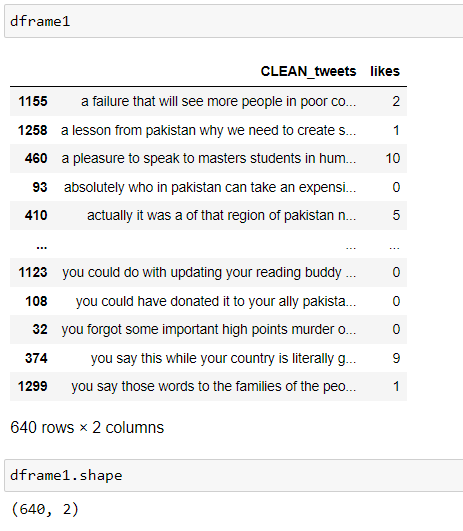 dframe1
CLEAN_tweets likes
1155 a failure that will see more people in poor co... 2
1258 a lesson from pakistan why we need to create s... 1
460 a pleasure to speak to masters students in hum... 10
93 absolutely who in pakistan can take an expensi... 0
410 actually it was a of that region of pakistan n... 5
... ... ...
1123 you could do with updating your reading buddy ... 0
108 you could have donated it to your ally pakista... 0
32 you forgot some important high points murder o... 0
374 you say this while your country is literally g... 9
1299 you say those words to the families of the peo... 1
640 rows × 2 columns
dframe1.shape
(640, 2)